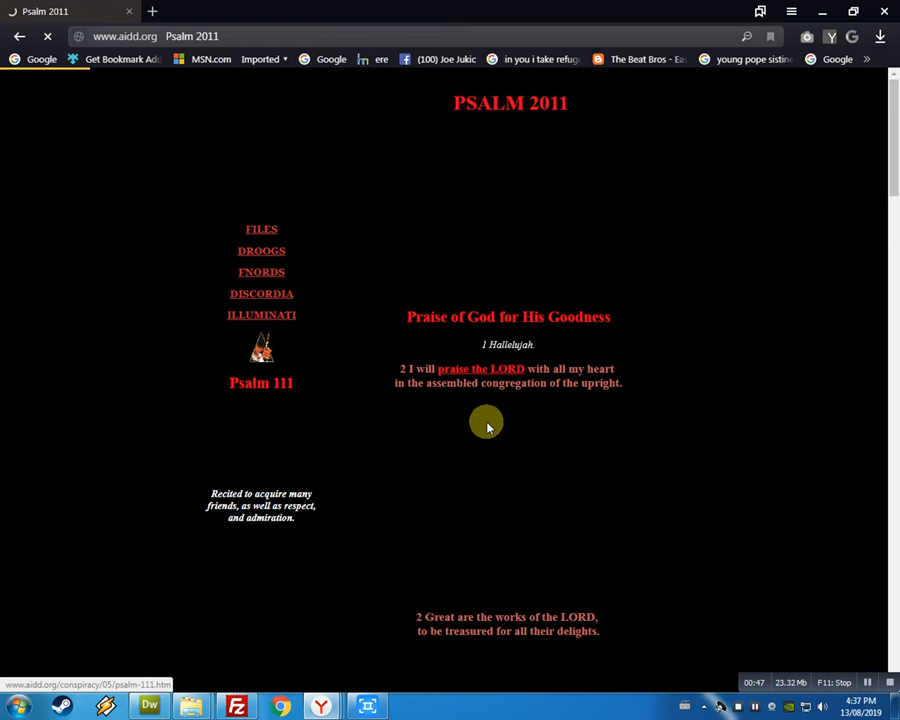 Psalm 2011
www.aidd.org Psalm 2011
Google
Get Bookmark Add
MSN.com
Imported
Google
ere
(100) Joe Jukic
in you i take refug
The Beat Bros - Ea
young pope sistin
Google
PSALM 2011
FILES
DROOGS
FNORDS
DISCORDIA
ILLUMINATI
Psalm 111
Recited to acquire many
friends, as well as respect,
and admiration.
Praise of God for His Goodness
1 Hallelujah.
2 I will praise the LORD with all my heart
in the assembled congregation of the upright.
2 Great are the works of the LORD,
to be treasured for all their delights.
www.aidd.org/conspiracy/05/psalm-111.htm
00:47 23.32 Mb F11: Stop
Dw
4:37 PM
13/08/2019